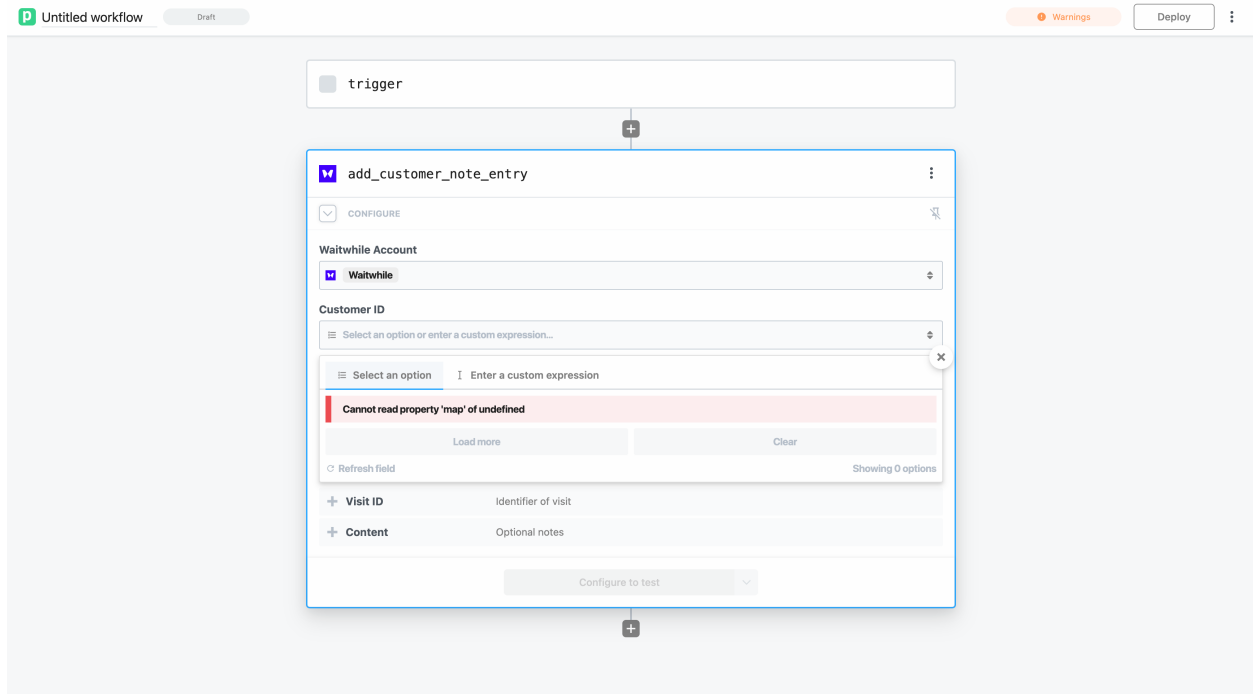 Untitled workflow
Draft
Warnings
Deploy
trigger
add_customer_note_entry
CONFIGURE
Waitwhile Account
Waitwhile
Customer ID
Select an option or enter a custom expression...
Select an option
Enter a custom expression
Cannot read property 'map' of undefined
Load more
Clear
Refresh field
Showing 0 options
Visit ID
Identifier of visit
Content
Optional notes
Configure to test